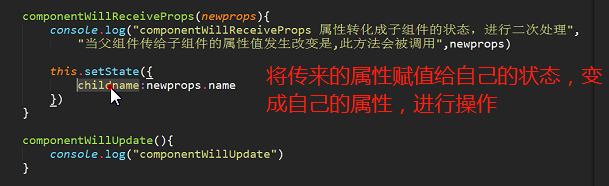 componentWillReceiveProps(newprops){
console.log("componentWillReceiveProps 属性转化成子组件的状态，进行二次处理",
"当父组件传给子组件的属性值发生改变是,此方法会被调用",newprops)
this.setState({
childname:newprops.name
})
}
将传来的属性赋值给自己的状态，变
成自己的属性，进行操作
componentWillUpdate(){
console.log("componentWillUpdate")
}